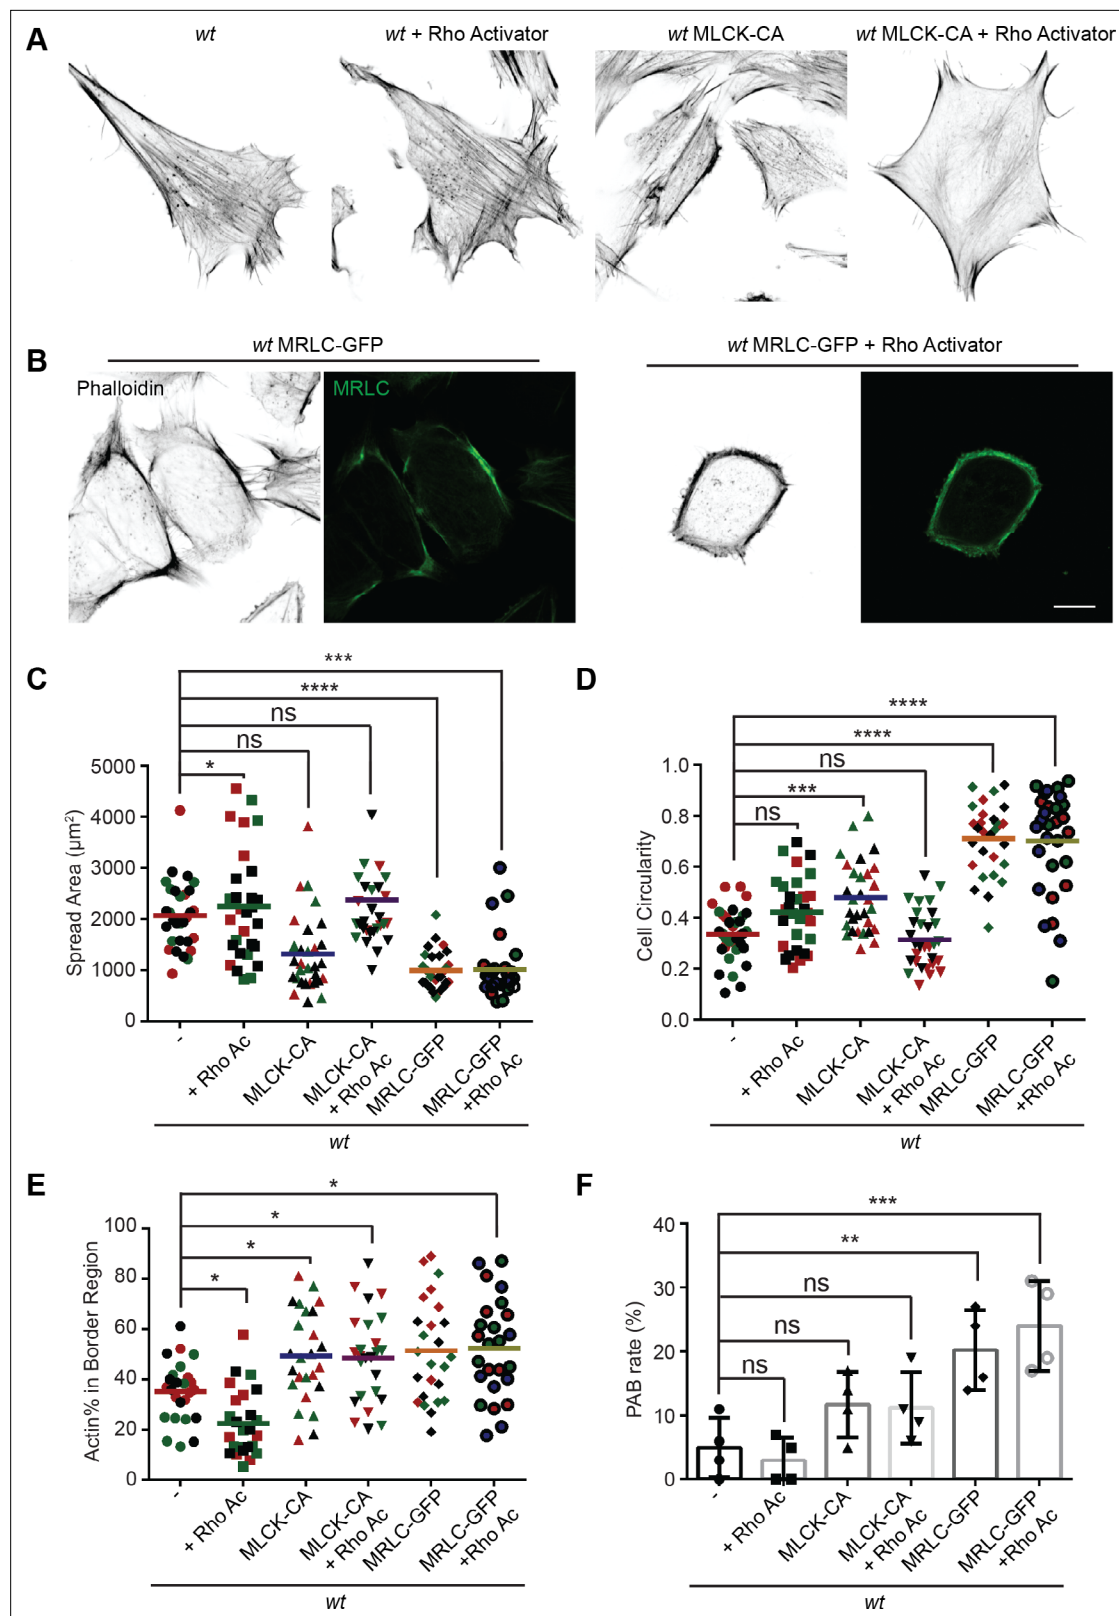 A
wt
wt + Rho Activator
wt MLCK-CA
wt MLCK-CA + Rho Activator
B
wt MRLC-GFP
wt MRLC-GFP + Rho Activator
Phalloidin
MRLC
C
***
****
ns
ns
*
Spread Area (μm²)
5000
4000
3000
2000
1000
0
-
+ Rho Ac
MLCK-CA
MLCK-CA
+ Rho Ac
MRLC-GFP
MRLC-GFP
+Rho Ac
wt
D
****
****
ns
***
ns
Cell Circularity
1.0
0.8
0.6
0.4
0.2
0.0
-
+ Rho Ac
MLCK-CA
MLCK-CA
+ Rho Ac
MRLC-GFP
MRLC-GFP
+Rho Ac
wt
E
*
*
*
*
Actin% in Border Region
100
80
60
40
20
0
-
+ Rho Ac
MLCK-CA
MLCK-CA
+ Rho Ac
MRLC-GFP
MRLC-GFP
+Rho Ac
wt
F
***
**
ns
ns
ns
PAB rate (%)
40
30
20
10
0
-
+ Rho Ac
MLCK-CA
MLCK-CA
+ Rho Ac
MRLC-GFP
MRLC-GFP
+Rho Ac
wt